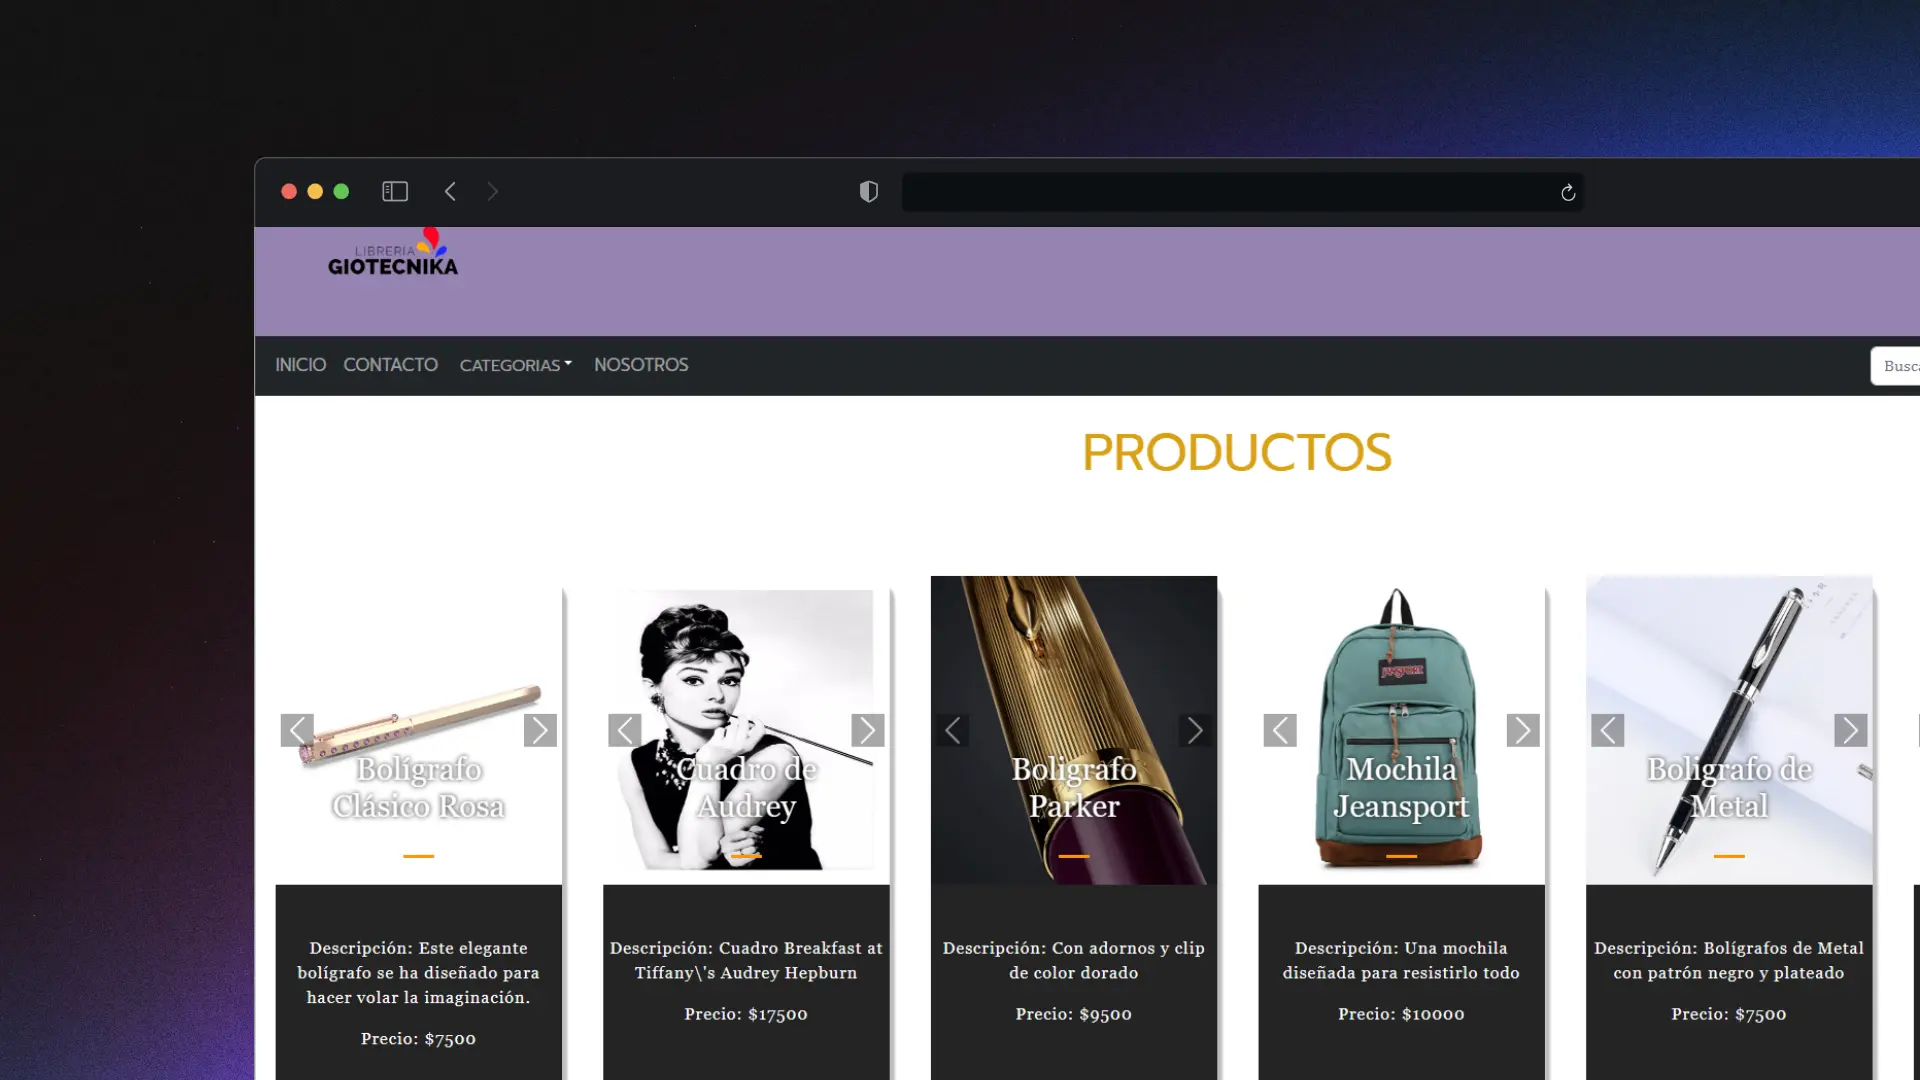 LIBRERIA
GIOTECNIKA
INICIO CONTACTO CATEGORIAS NOSOTROS
PRODUCTOS
JANSPORT
Bolígrafo
Clásico Rosa
Cuadro de
Audrey
Boligrafo
Parker
Mochila
Jeansport
Boligrafo de
Metal
Descripción: Este elegante
bolígrafo se ha diseñado para
hacer volar la imaginación.
Precio: $7500
Descripción: Cuadro Breakfast at
Tiffany\'s Audrey Hepburn
Precio: $17500
Descripción: Con adornos y clip
de color dorado
Precio: $9500
Descripción: Una mochila
diseñada para resistirlo todo
Precio: $10000
Descripción: Bolígrafos de Metal
con patrón negro y plateado
Precio: $7500